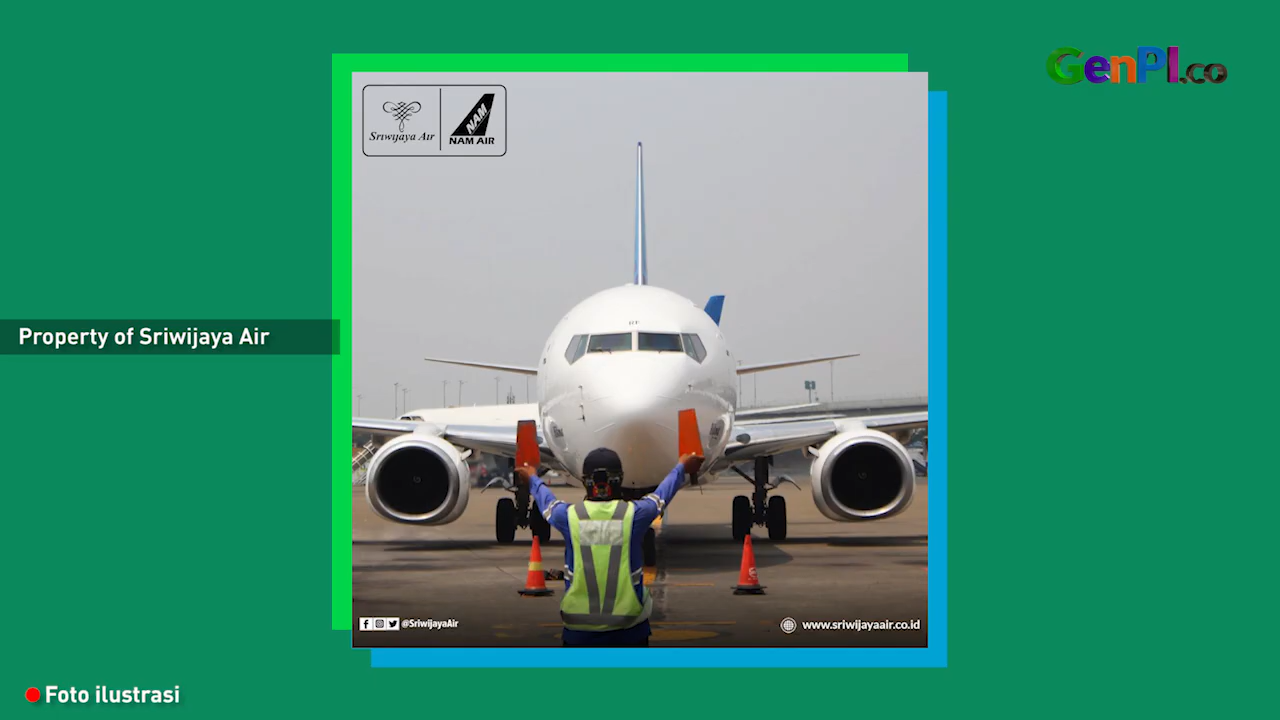 GenPI.co
Sriwijaya Air
NAM
NAM AIR
Property of Sriwijaya Air
@SriwijayaAir
www.sriwijayaair.co.id
Foto ilustrasi